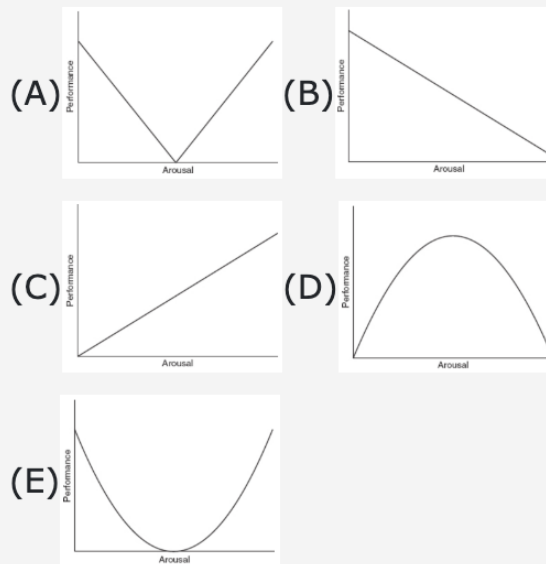 (A)
Performance
Arousal
(B)
Performance
Arousal
(C)
Performance
Arousal
(D)
Performance
Arousal
(E)
Performance
Arousal